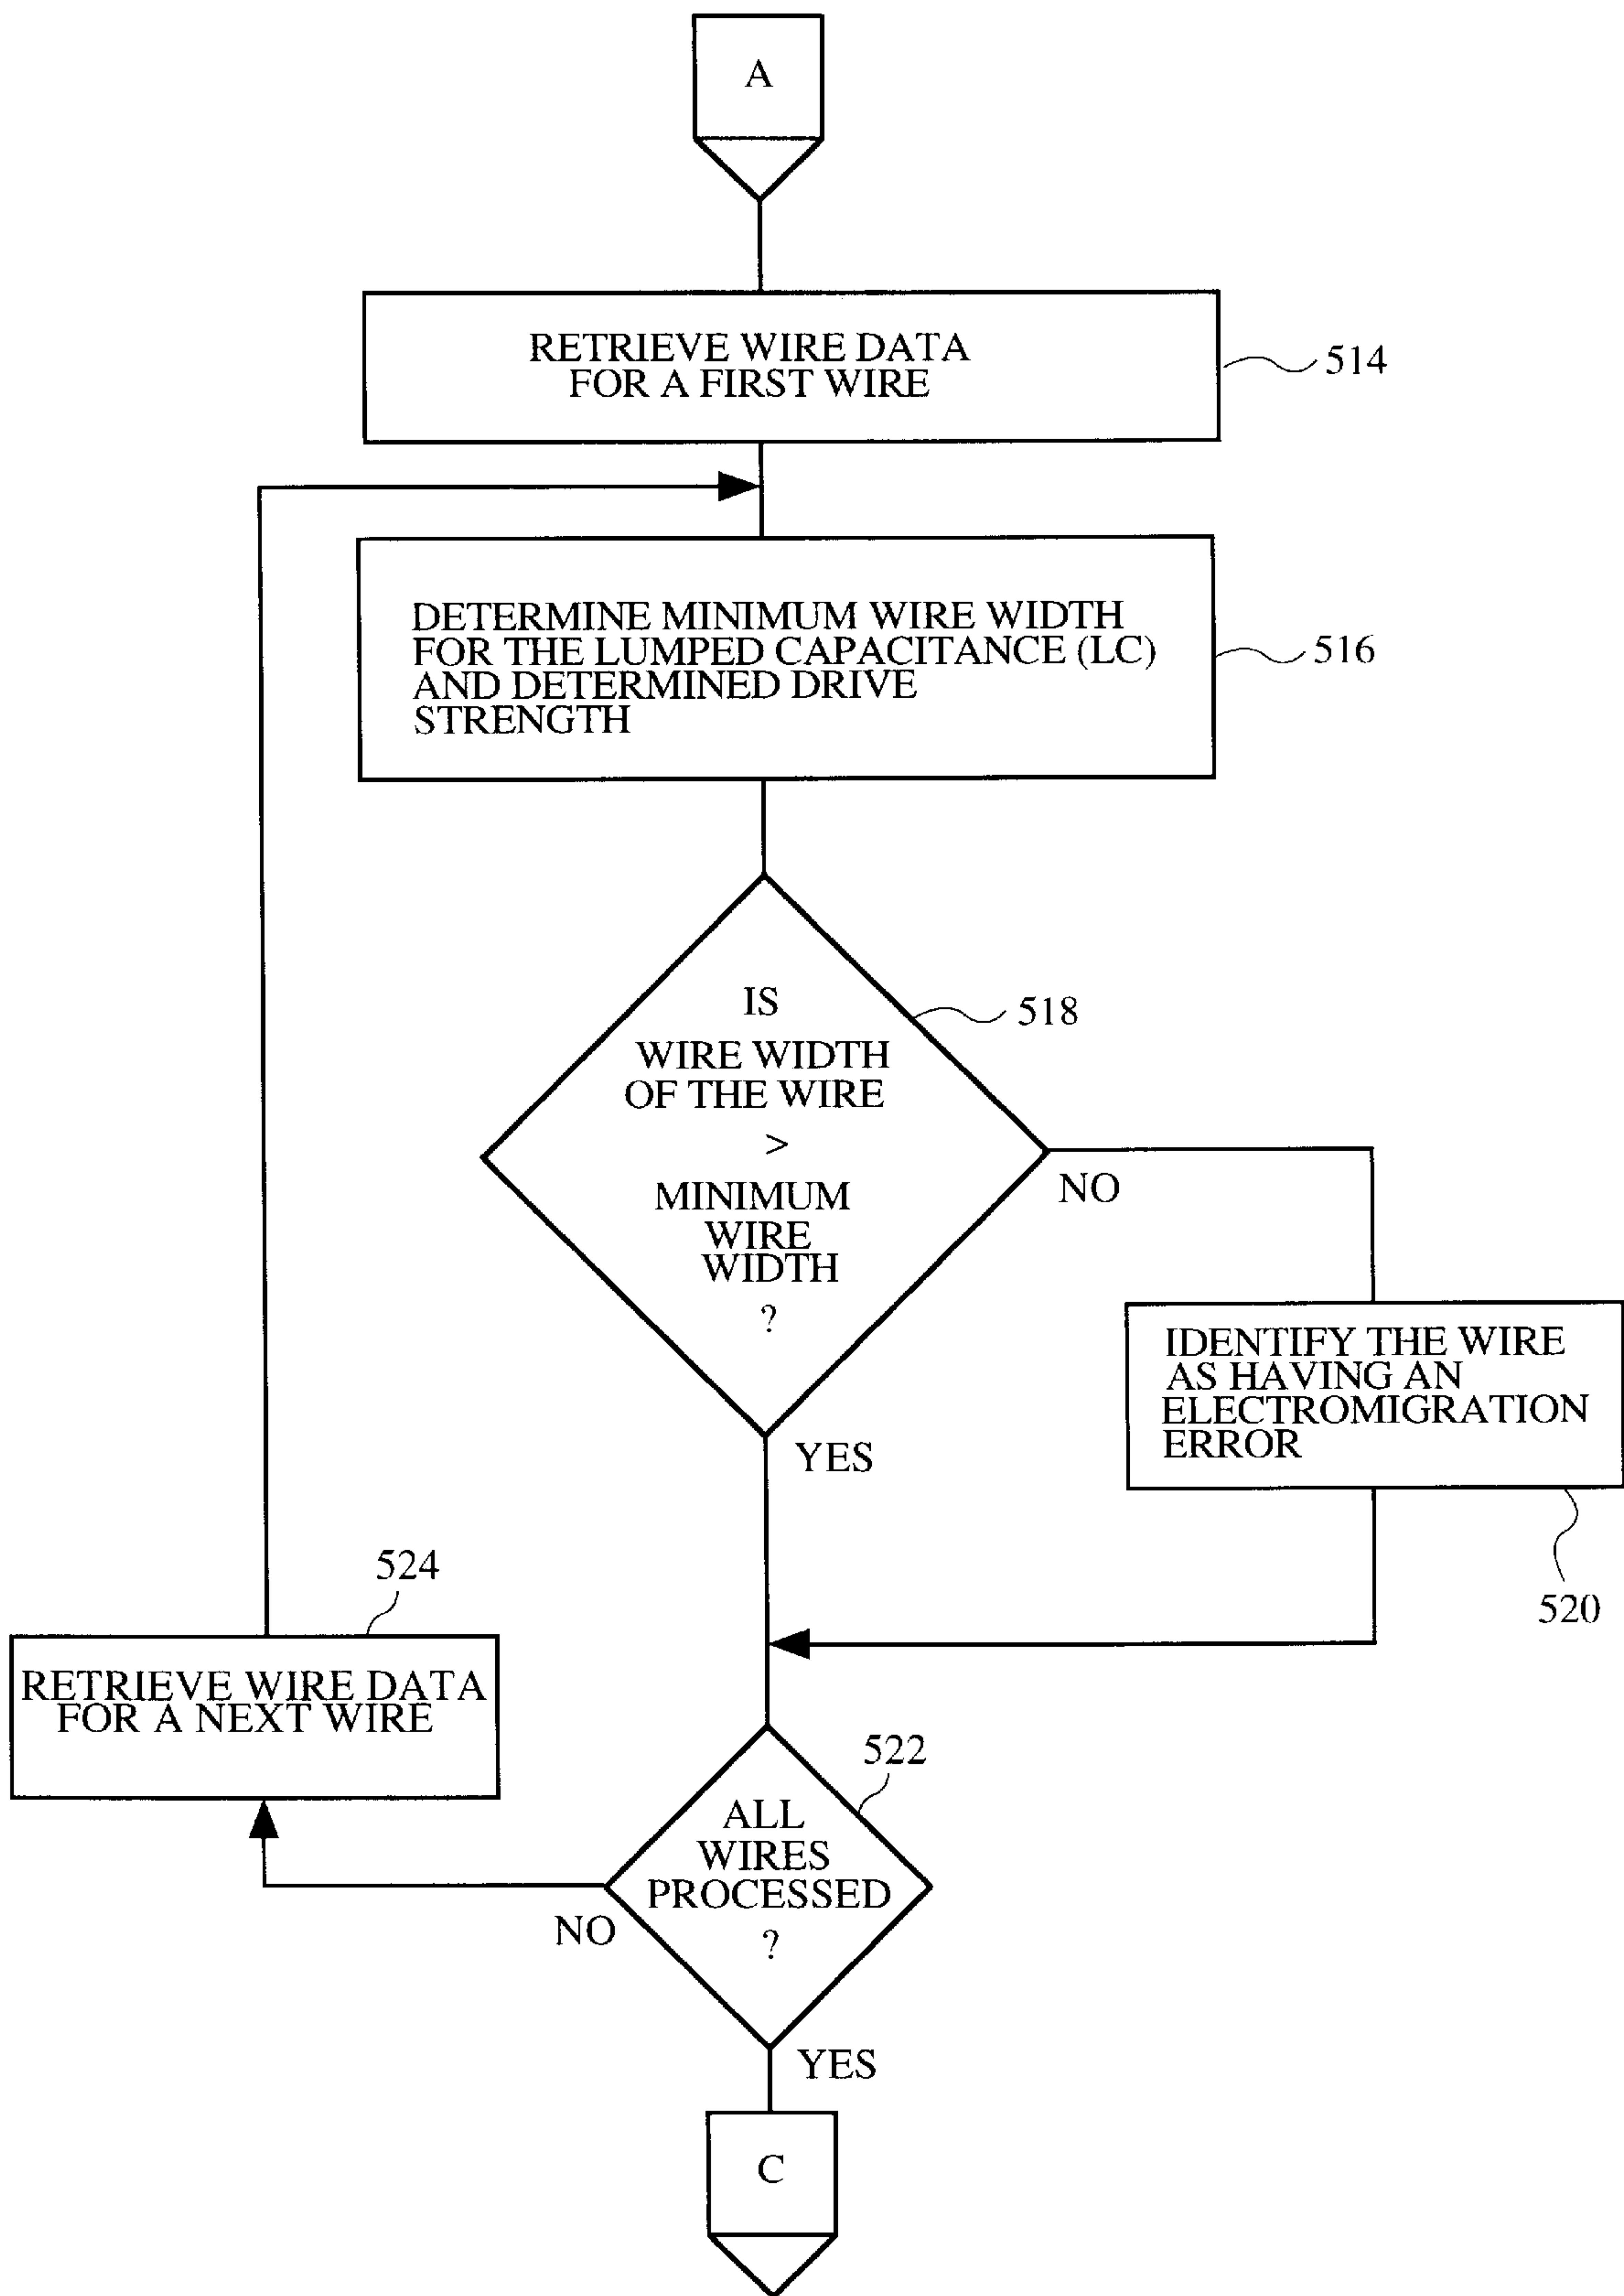 A
RETRIEVE WIRE DATA
FOR A FIRST WIRE
514
DETERMINE MINIMUM WIRE WIDTH
FOR THE LUMPED CAPACITANCE (LC)
AND DETERMINED DRIVE
STRENGTH
516
IS
WIRE WIDTH
OF THE WIRE
>
MINIMUM
WIRE
WIDTH
?
518
NO
YES
IDENTIFY THE WIRE
AS HAVING AN
ELECTROMIGRATION
ERROR
520
524
RETRIEVE WIRE DATA
FOR A NEXT WIRE
522
ALL
WIRES
PROCESSED
?
NO
YES
C